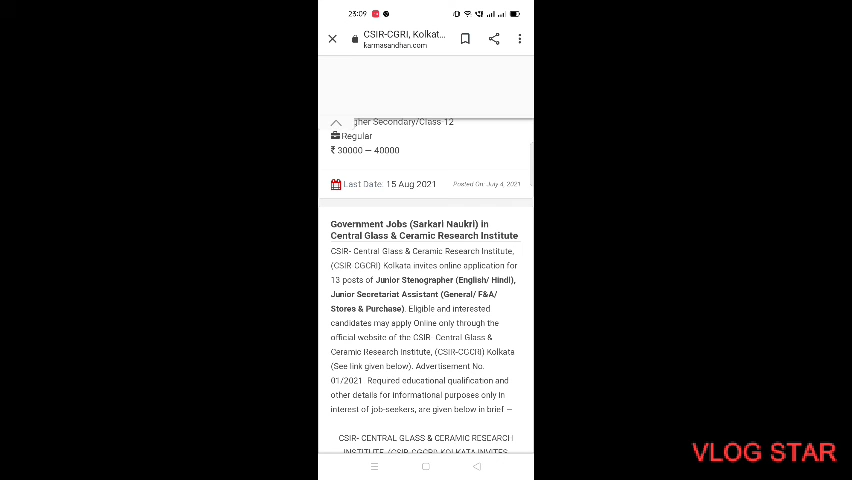 23:09
CSIR-CGRI, Kolkat...
karmasandhan.com
gher Secondary/Class 12
Regular
₹ 30000 — 40000
Last Date: 15 Aug 2021 Posted On: July 4, 2021
Government Jobs (Sarkari Naukri) in
Central Glass & Ceramic Research Institute
CSIR- Central Glass & Ceramic Research Institute,
(CSIR-CGCRI) Kolkata invites online application for
13 posts of Junior Stenographer (English/ Hindi),
Junior Secretariat Assistant (General/ F&A/
Stores & Purchase). Eligible and interested
candidates may apply Online only through the
official website of the CSIR- Central Glass &
Ceramic Research Institute, (CSIR-CGCRI) Kolkata
(See link given below). Advertisement No.
01/2021. Required educational qualification and
other details for informational purposes only in
interest of job-seekers, are given below in brief —
CSIR- CENTRAL GLASS & CERAMIC RESEARCH
INSTITUTE, (CSIR-CGCRI) KOLKATA INVITES
VLOG STAR